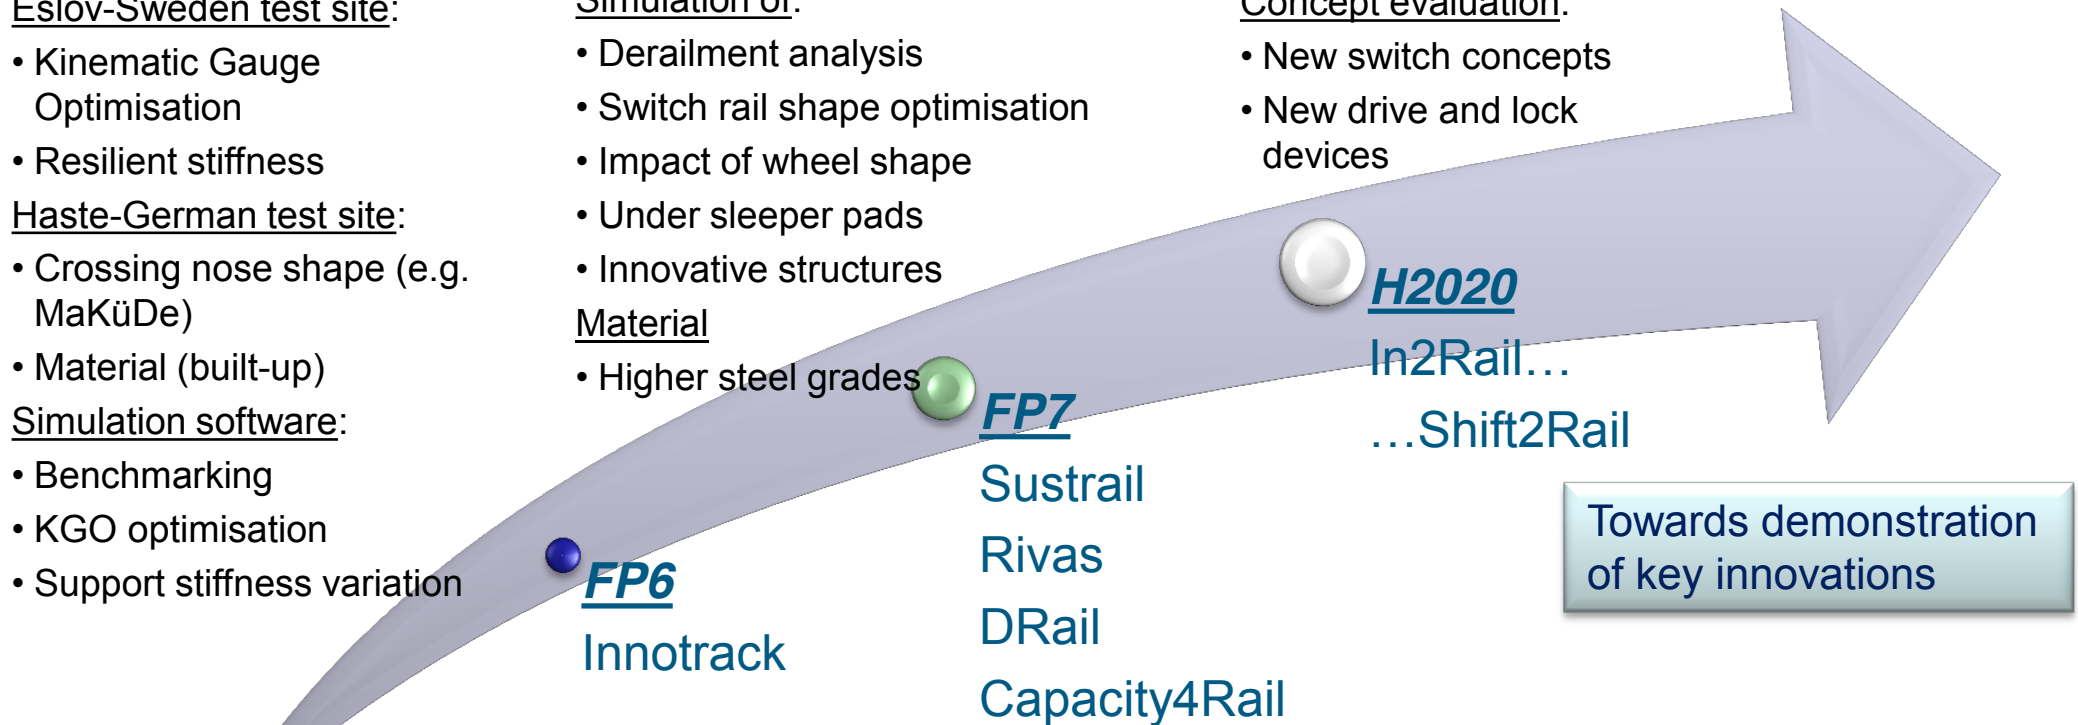 Eslöv-Sweden test site:
• Kinematic Gauge
Optimisation
• Resilient stiffness
Haste-German test site:
• Crossing nose shape (e.g.
MaKüDe)
• Material (built-up)
Simulation software:
• Benchmarking
• KGO optimisation
• Support stiffness variation
Simulation of:
• Derailment analysis
• Switch rail shape optimisation
• Impact of wheel shape
• Under sleeper pads
• Innovative structures
Material
• Higher steel grades
Concept evaluation:
• New switch concepts
• New drive and lock
devices
FP6
Innotrack
FP7
Sustrail
Rivas
DRail
Capacity4Rail
H2020
In2Rail…
…Shift2Rail
Towards demonstration
of key innovations